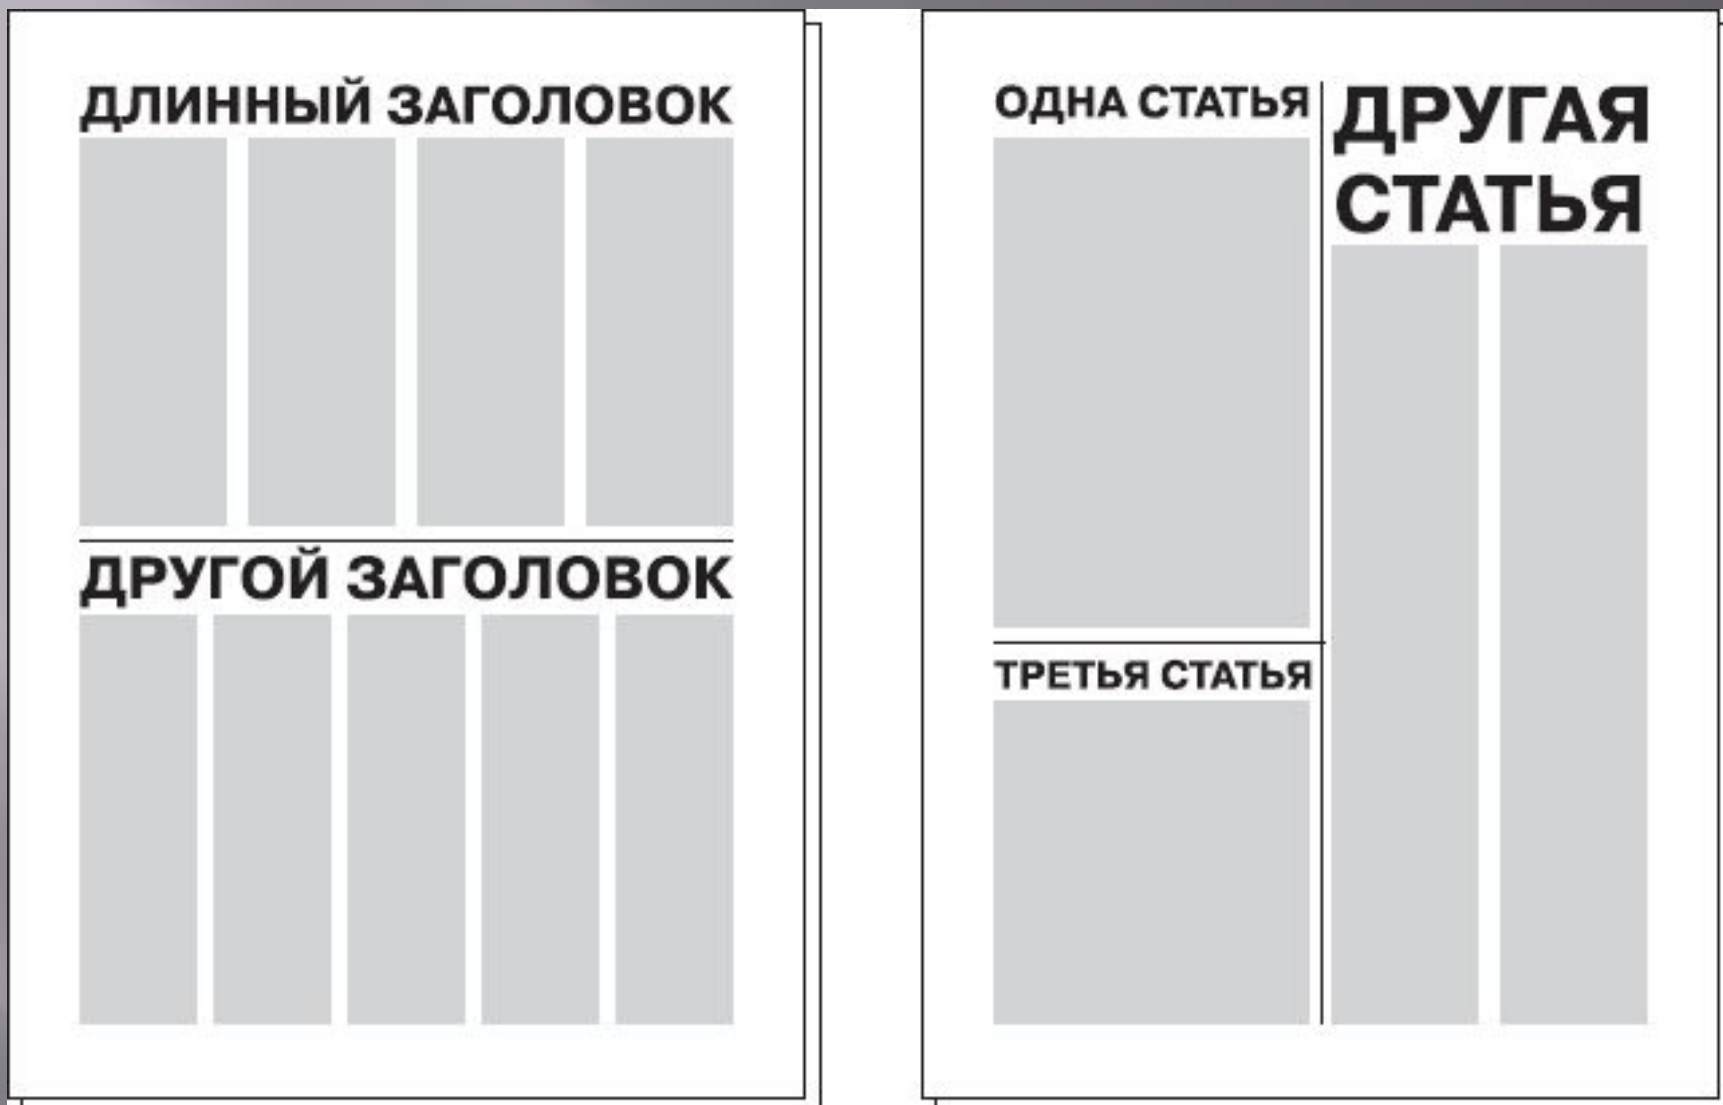 ДЛИННЫЙ ЗАГОЛОВОК
ДРУГОЙ ЗАГОЛОВОК
ОДНА СТАТЬЯ
ТРЕТЬЯ СТАТЬЯ
ДРУГАЯ
СТАТЬЯ